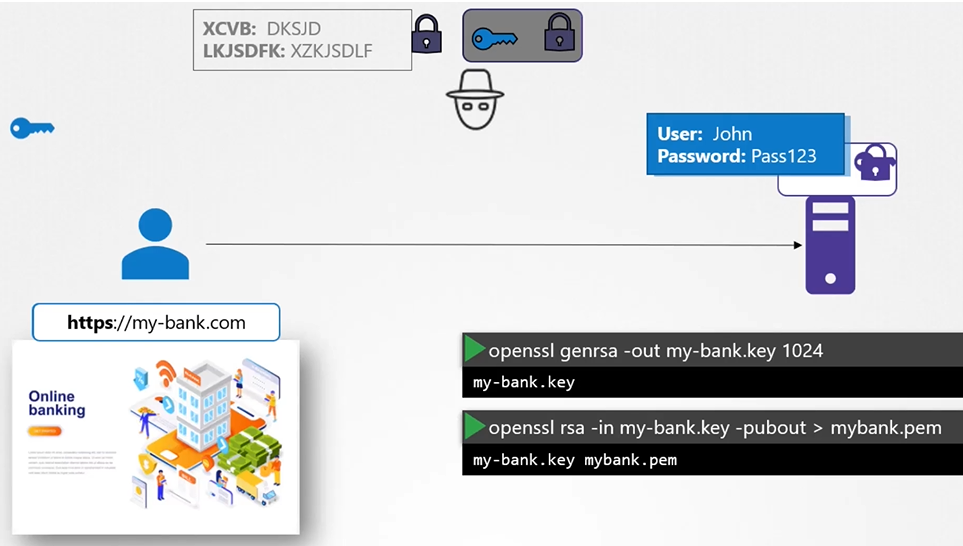 XCVB: DKSJD
LKJSDFK: XZKJSDLF
User: John
Password: Pass123
https://my-bank.com
Online
banking
openssl genrsa -out my-bank.key 1024
my-bank.key
openssl rsa -in my-bank.key -pubout > mybank.pem
my-bank.key mybank.pem